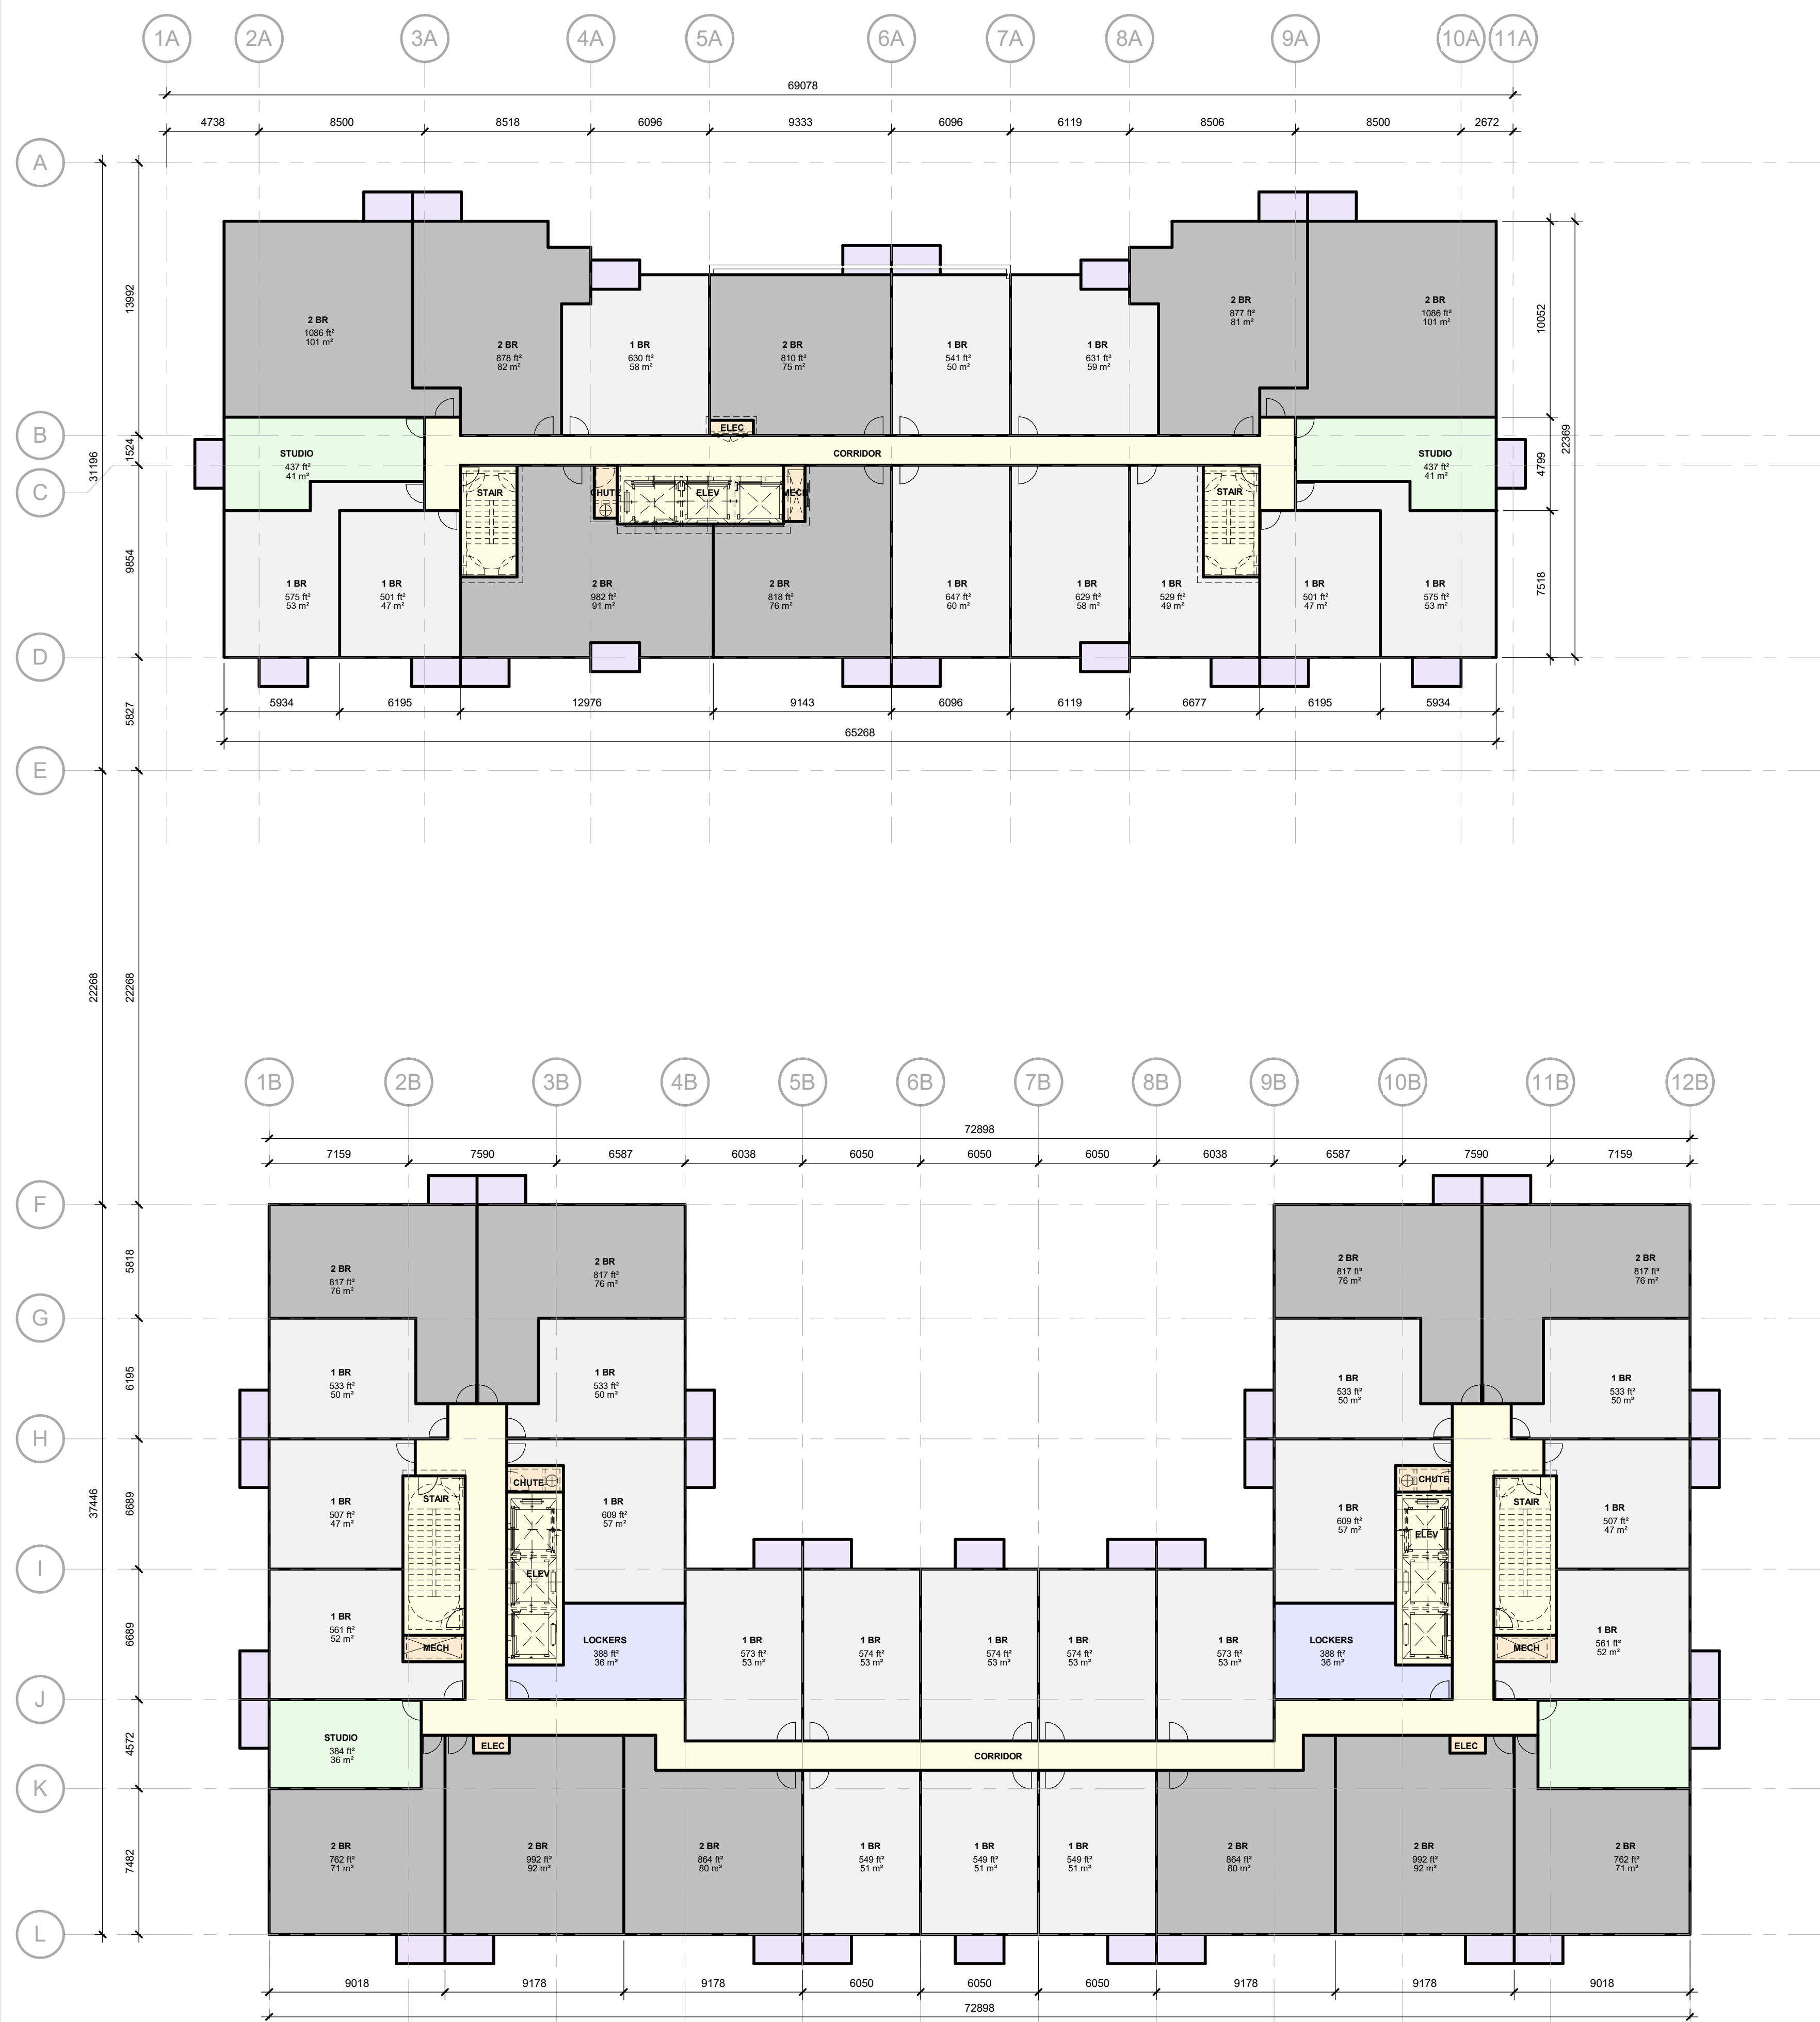 1A 2A 3A 4A 5A 6A 7A 8A 9A 10A 11A
69078
4738 8500 8518 6096 9333 6096 6119 8506 8500 2672
A
B
C
D
E
13992
1524
9854
5827
31196
22268
22268
2 BR
1086 ft²
101 m²
2 BR
878 ft²
82 m²
1 BR
630 ft²
58 m²
2 BR
810 ft²
75 m²
1 BR
541 ft²
50 m²
1 BR
631 ft²
59 m²
2 BR
877 ft²
81 m²
2 BR
1086 ft²
101 m²
10052
4799
7518
22369
ELEC
CORRIDOR
STUDIO
437 ft²
41 m²
STAIR
CHUTE
ELEV
MECH
STAIR
STUDIO
437 ft²
41 m²
1 BR
575 ft²
53 m²
1 BR
501 ft²
47 m²
2 BR
982 ft²
91 m²
2 BR
818 ft²
76 m²
1 BR
647 ft²
60 m²
1 BR
629 ft²
58 m²
1 BR
529 ft²
49 m²
1 BR
501 ft²
47 m²
1 BR
575 ft²
53 m²
5934 6195 12976 9143 6096 6119 6677 6195 5934
65268
1B 2B 3B 4B 5B 6B 7B 8B 9B 10B 11B 12B
72898
7159 7590 6587 6038 6050 6050 6050 6038 6587 7590 7159
F
G
H
I
J
K
L
5818
6195
6689
6689
4572
7482
37446
2 BR
817 ft²
76 m²
2 BR
817 ft²
76 m²
2 BR
817 ft²
76 m²
2 BR
817 ft²
76 m²
1 BR
533 ft²
50 m²
1 BR
533 ft²
50 m²
1 BR
533 ft²
50 m²
1 BR
533 ft²
50 m²
1 BR
507 ft²
47 m²
STAIR
CHUTE
1 BR
609 ft²
57 m²
ELEV
1 BR
609 ft²
57 m²
CHUTE
ELEV
STAIR
1 BR
507 ft²
47 m²
1 BR
561 ft²
52 m²
MECH
LOCKERS
388 ft²
36 m²
1 BR
573 ft²
53 m²
1 BR
574 ft²
53 m²
1 BR
574 ft²
53 m²
1 BR
574 ft²
53 m²
1 BR
573 ft²
53 m²
LOCKERS
388 ft²
36 m²
MECH
1 BR
561 ft²
52 m²
STUDIO
384 ft²
36 m²
ELEC
CORRIDOR
ELEC
2 BR
762 ft²
71 m²
2 BR
992 ft²
92 m²
2 BR
864 ft²
80 m²
1 BR
549 ft²
51 m²
1 BR
549 ft²
51 m²
1 BR
549 ft²
51 m²
2 BR
864 ft²
80 m²
2 BR
992 ft²
92 m²
2 BR
762 ft²
71 m²
9018 9178 9178 6050 6050 6050 9178 9178 9018
72898